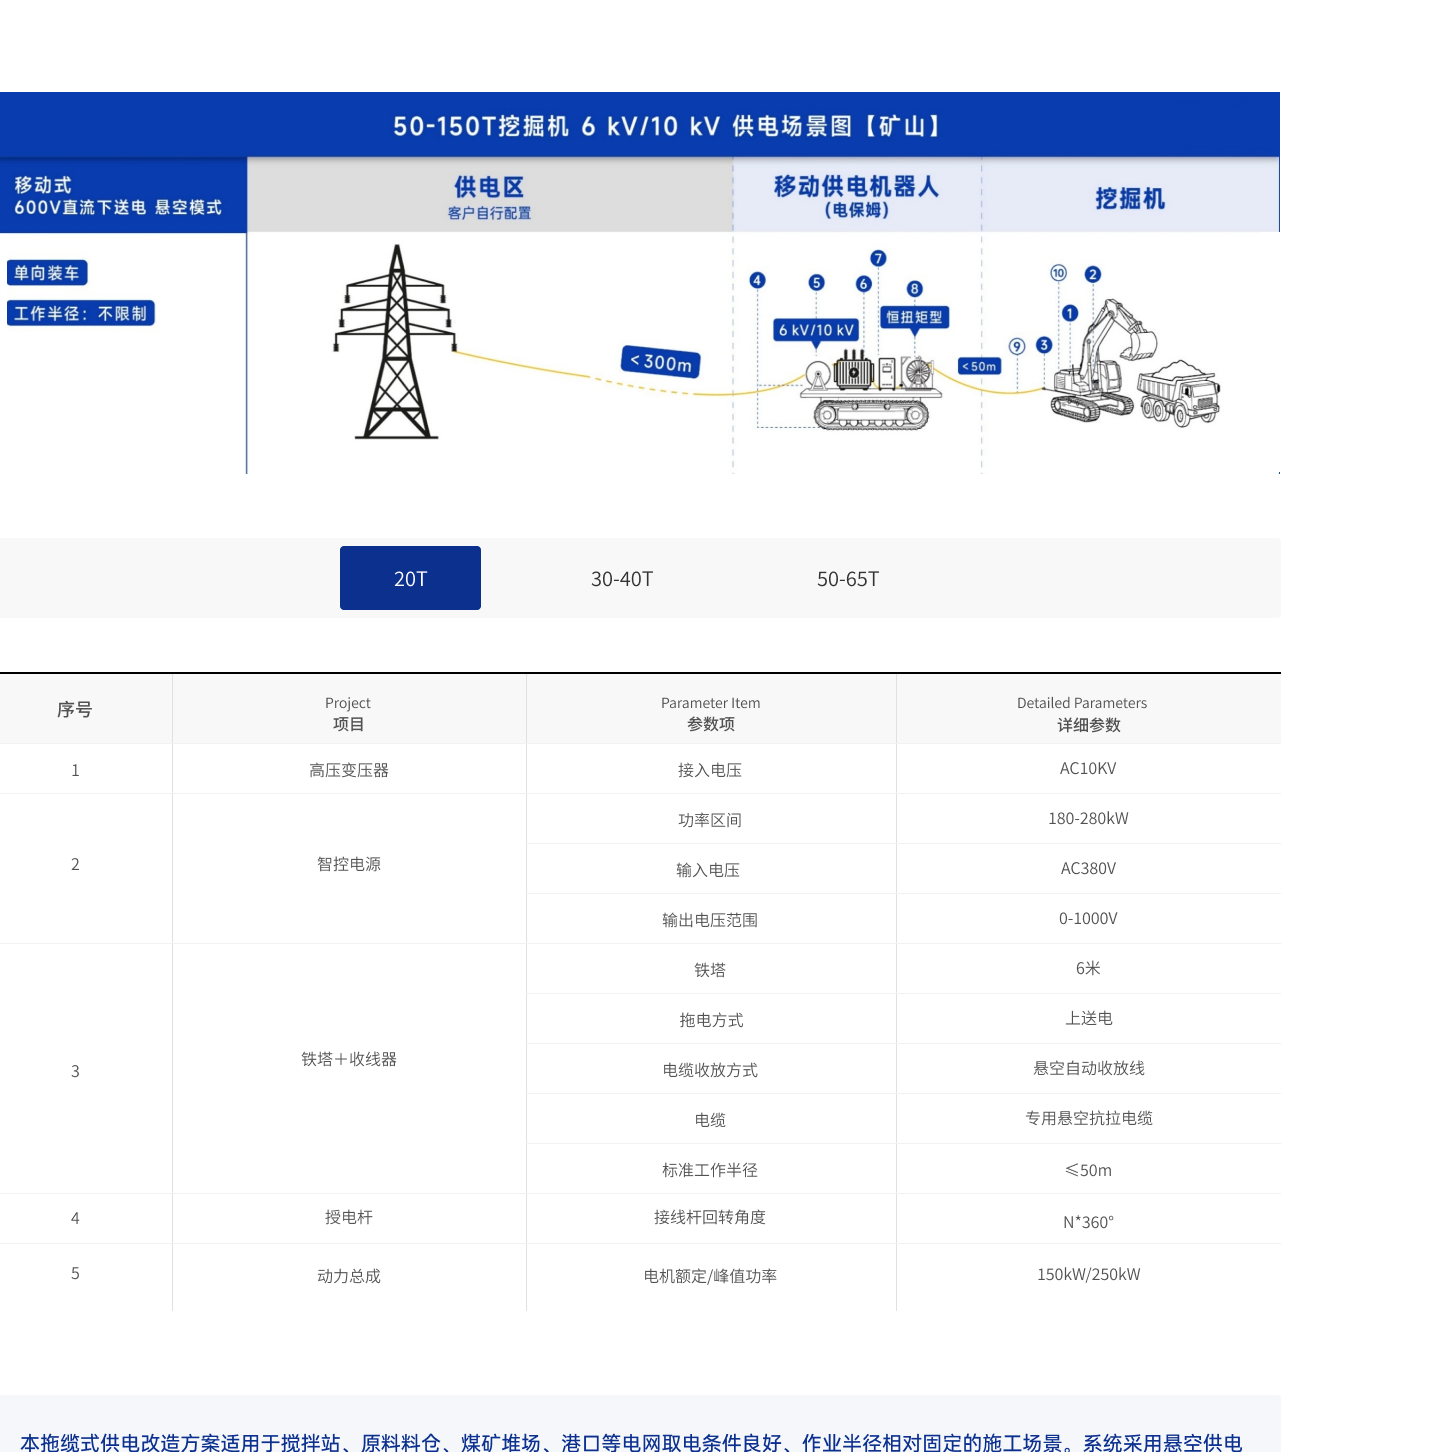 50-150T挖掘机 6 kV/10 kV 供电场景图【矿山】
移动式
600V直流下送电 悬空模式
供电区
客户自行配置
移动供电机器人
(电保姆)
挖掘机
单向装车
工作半径：不限制
4
5
6
7
8
10
2
1
9
3
6 kV/10 kV
恒扭矩型
<300m
<50m
20T
30-40T
50-65T
序号
Project
项目
Parameter Item
参数项
Detailed Parameters
详细参数
1
高压变压器
接入电压
AC10KV
2
智控电源
功率区间
180-280kW
输入电压
AC380V
输出电压范围
0-1000V
3
铁塔＋收线器
铁塔
6米
拖电方式
上送电
电缆收放方式
悬空自动收放线
电缆
专用悬空抗拉电缆
标准工作半径
≤50m
4
授电杆
接线杆回转角度
N*360°
5
动力总成
电机额定/峰值功率
150kW/250kW
本拖缆式供电改造方案适用于搅拌站、原料料仓、煤矿堆场、港口等电网取电条件良好、作业半径相对固定的施工场景。系统采用悬空供电